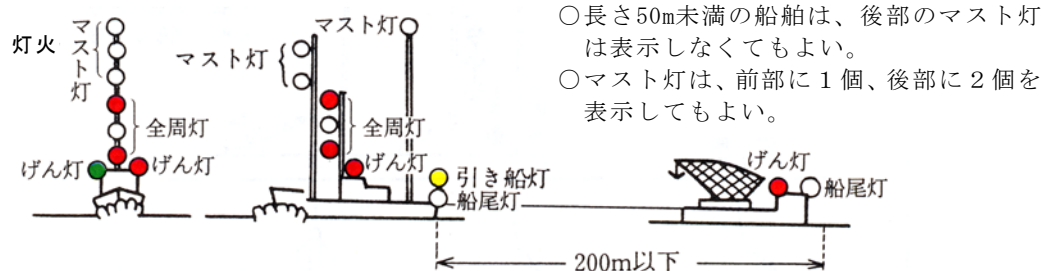 灯火
マスト灯
全周灯
げん灯
げん灯
マスト灯
マスト灯
全周灯
げん灯
引き船灯
船尾灯
げん灯
船尾灯
200m以下
○長さ50m未満の船舶は、後部のマスト灯
は表示しなくてもよい。
○マスト灯は、前部に1個、後部に2個を
表示してもよい。